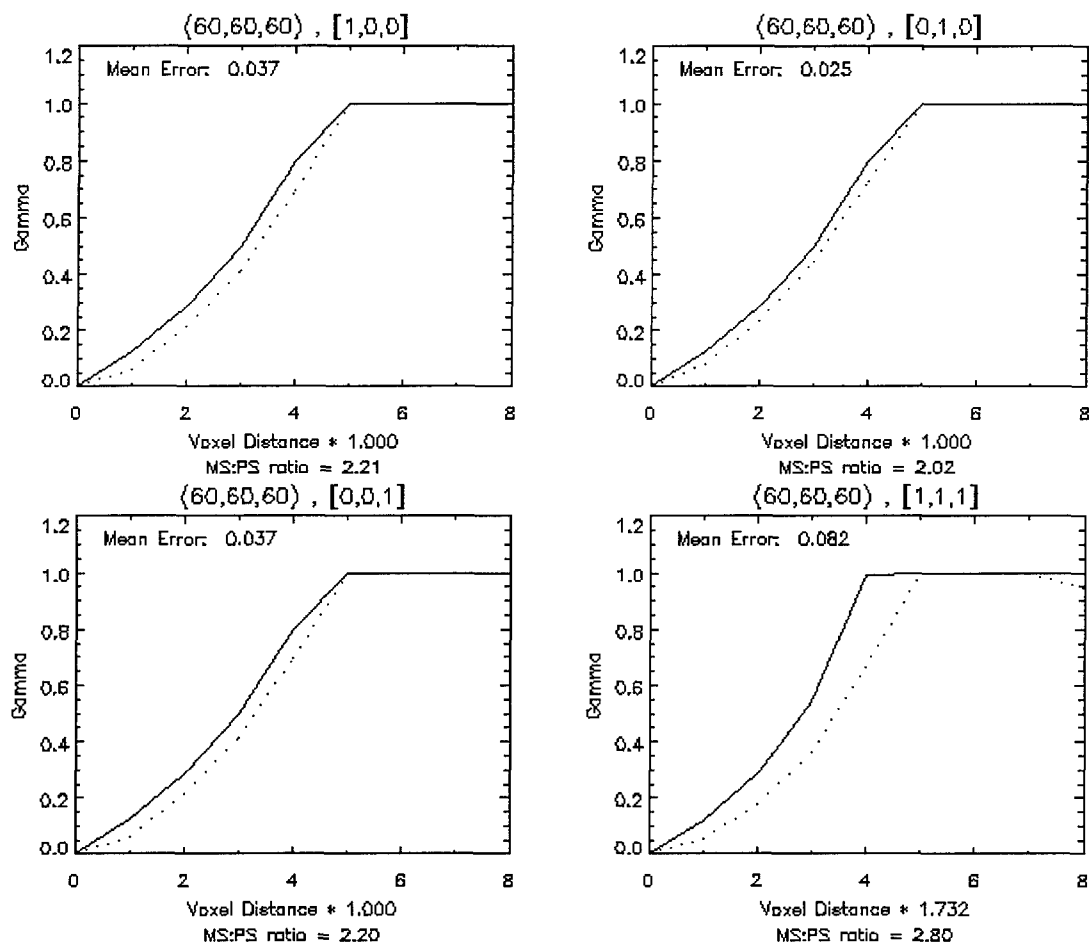 (60,60,60) , [1,0,0]
1.2
Mean Error: 0.037
1.0
0.8
0.6
0.4
0.2
0.0
Gamma
0 2 4 6 8
Voxel Distance * 1.000
MS:PS ratio = 2.21
(60,60,60) , [0,1,0]
1.2
Mean Error: 0.025
1.0
0.8
0.6
0.4
0.2
0.0
Gamma
0 2 4 6 8
Voxel Distance * 1.000
MS:PS ratio = 2.02
(60,60,60) , [0,0,1]
1.2
Mean Error: 0.037
1.0
0.8
0.6
0.4
0.2
0.0
Gamma
0 2 4 6 8
Voxel Distance * 1.000
MS:PS ratio = 2.20
(60,60,60) , [1,1,1]
1.2
Mean Error: 0.082
1.0
0.8
0.6
0.4
0.2
0.0
Gamma
0 2 4 6 8
Voxel Distance * 1.732
MS:PS ratio = 2.80